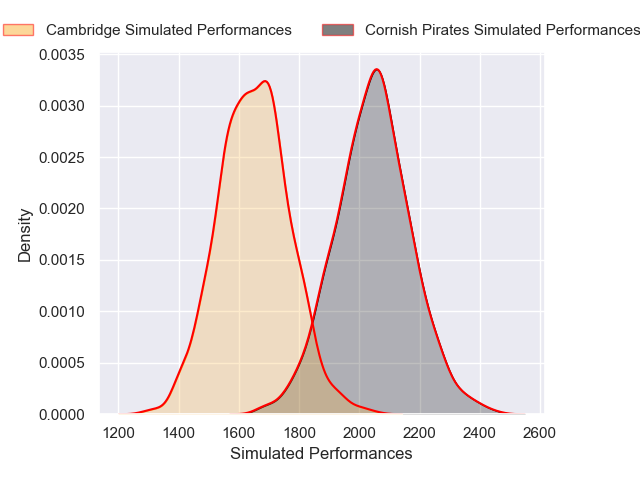 Cambridge Simulated Performances
Cornish Pirates Simulated Performances
0.0035
0.0030
0.0025
0.0020
0.0015
0.0010
0.0005
0.0000
Density
1200 1400 1600 1800 2000 2200 2400 2600
Simulated Performances